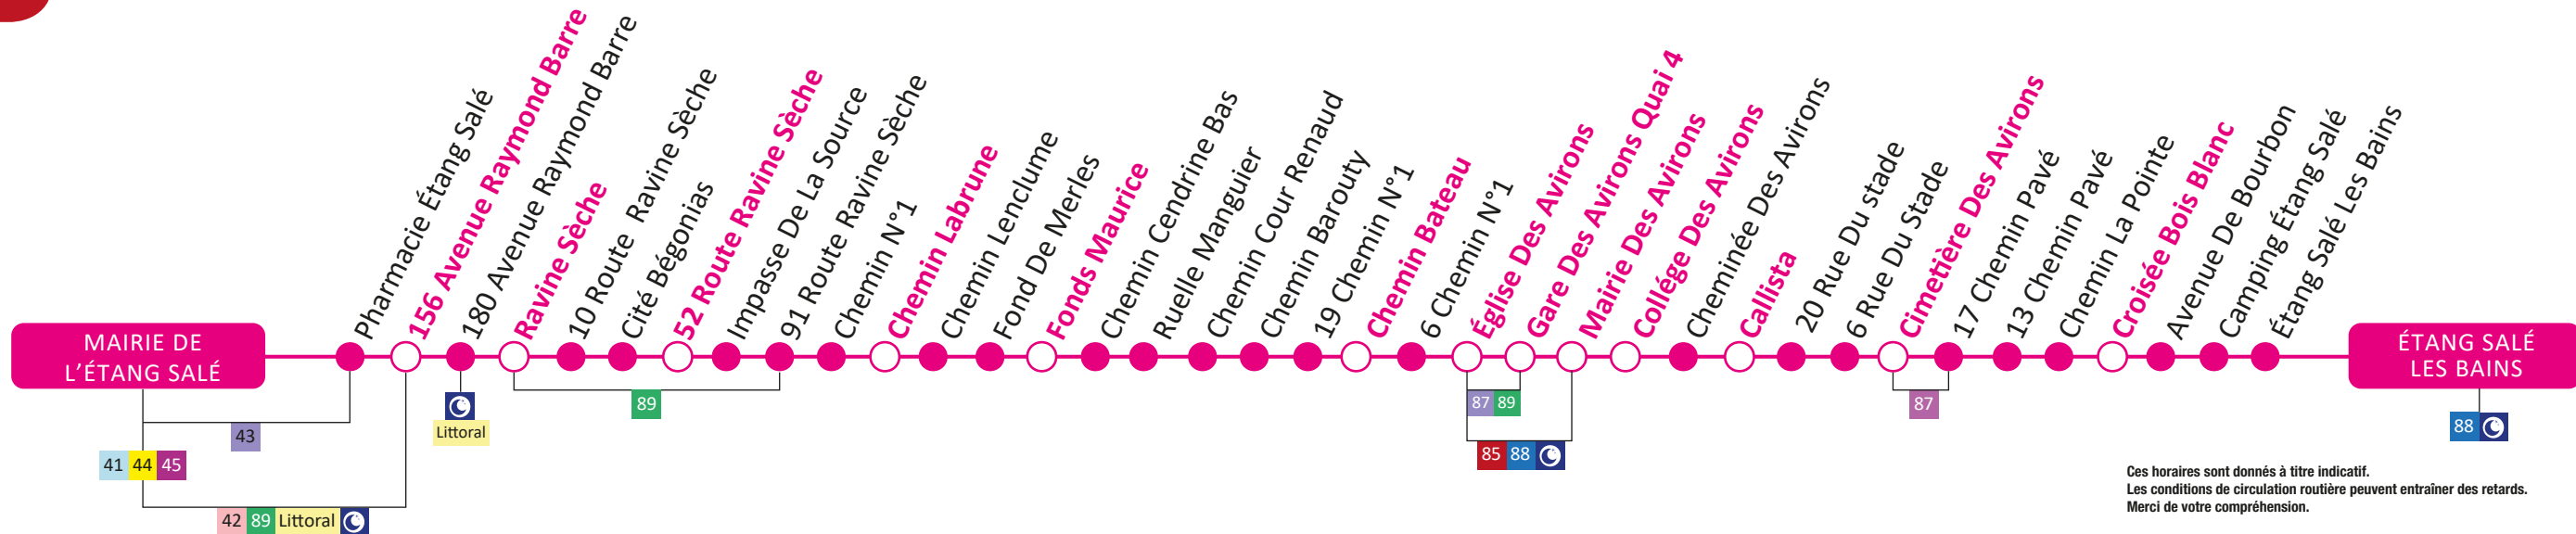 MAIRIE DE
L'ÉTANG SALÉ
Pharmacie Étang Salé
156 Avenue Raymond Barre
180 Avenue Raymond Barre
Ravine Sèche
10 Route Ravine Sèche
Cité Bégonias
52 Route Ravine Sèche
Impasse De La Source
91 Route Ravine Sèche
Chemin N°1
Chemin Labrune
Chemin Lenclume
Fond De Merles
Fonds Maurice
Chemin Cendrine Bas
Ruelle Manguier
Chemin Cour Renaud
Chemin Barouty
19 Chemin N°1
Chemin Bateau
6 Chemin N°1
Église Des Avirons
Gare Des Avirons Quai 4
Mairie Des Avirons
Collége Des Avirons
Cheminée Des Avirons
Callista
20 Rue Du stade
6 Rue Du Stade
Cimetière Des Avirons
17 Chemin Pavé
13 Chemin Pavé
Chemin La Pointe
Croisée Bois Blanc
Avenue De Bourbon
Camping Étang Salé
Étang Salé Les Bains
ÉTANG SALÉ
LES BAINS
43
41 44 45
42 89 Littoral
Littoral
89
87 89
85 88
87
88
Ces horaires sont donnés à titre indicatif.
Les conditions de circulation routière peuvent entraîner des retards.
Merci de votre compréhension.